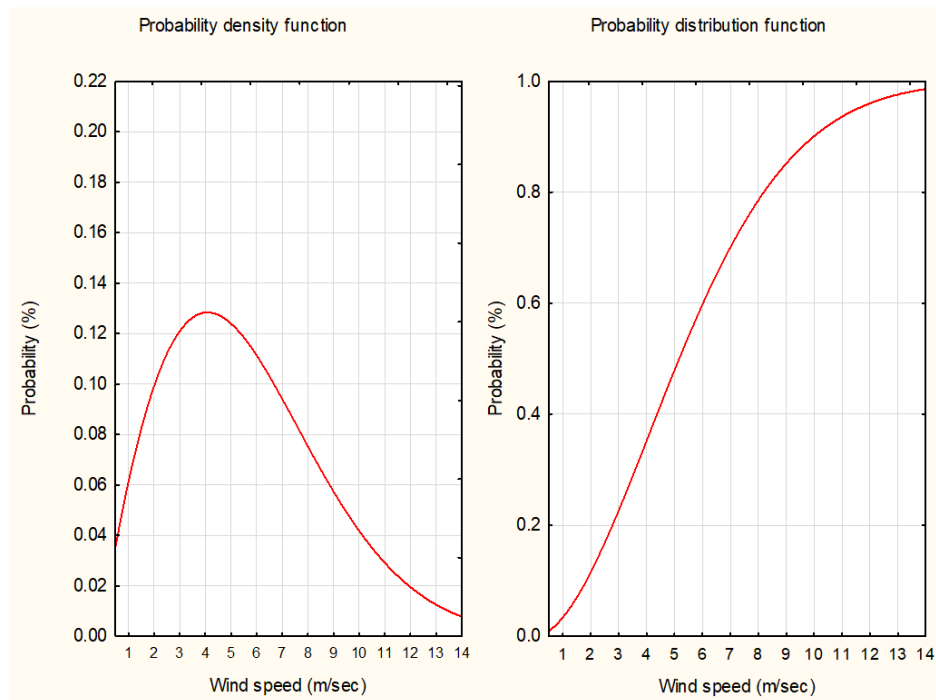 Probability density function
Probability distribution function
0.22
0.20
0.18
0.16
0.14
0.12
0.10
0.08
0.06
0.04
0.02
0.00
Probability (%)
1 2 3 4 5 6 7 8 9 10 11 12 13 14
Wind speed (m/sec)
1.0
0.8
0.6
0.4
0.2
0.0
Probability (%)
1 2 3 4 5 6 7 8 9 10 11 12 13 14
Wind speed (m/sec)